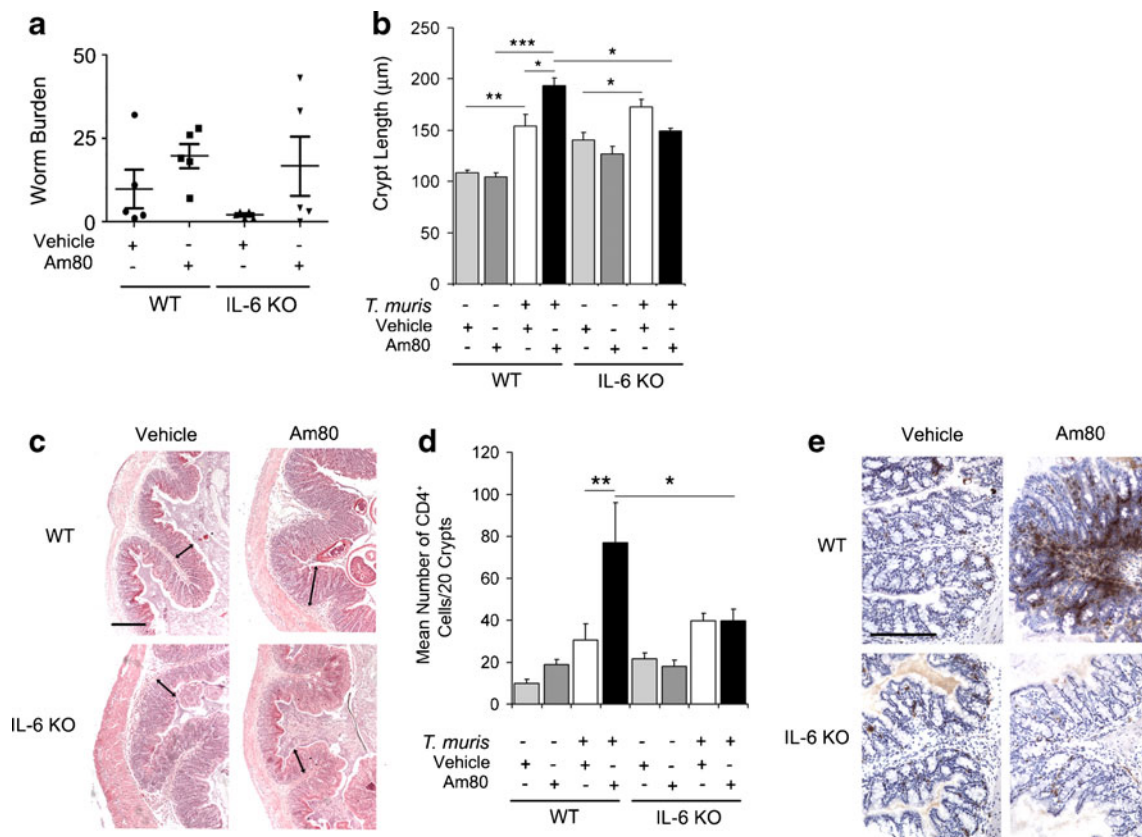 a
50
25
0
Worm Burden
Vehicle + - + -
Am80 - + - +
WT IL-6 KO
b
250
200
150
100
50
0
Crypt Length (µm)
** *** * * *
T. muris - - + + - - + +
Vehicle + - + - + - + -
Am80 - + - + - + - +
WT IL-6 KO
c
Vehicle Am80
WT
IL-6 KO
d
120
100
80
60
40
20
0
Mean Number of CD4⁺
Cells/20 Crypts
** *
T. muris - - + + - - + +
Vehicle + - + - + - + -
Am80 - + - + - + - +
WT IL-6 KO
e
Vehicle Am80
WT
IL-6 KO